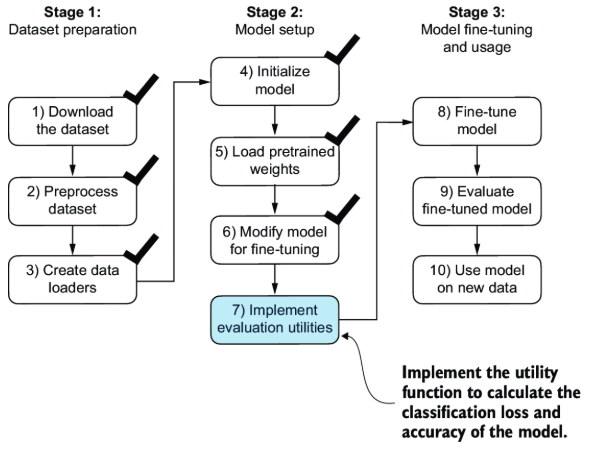 Stage 1:
Dataset preparation
1) Download
the dataset
2) Preprocess
dataset
3) Create data
loaders
Stage 2:
Model setup
4) Initialize
model
5) Load pretrained
weights
6) Modify model
for fine-tuning
7) Implement
evaluation utilities
Stage 3:
Model fine-tuning
and usage
8) Fine-tune
model
9) Evaluate
fine-tuned model
10) Use model
on new data
Implement the utility
function to calculate the
classification loss and
accuracy of the model.